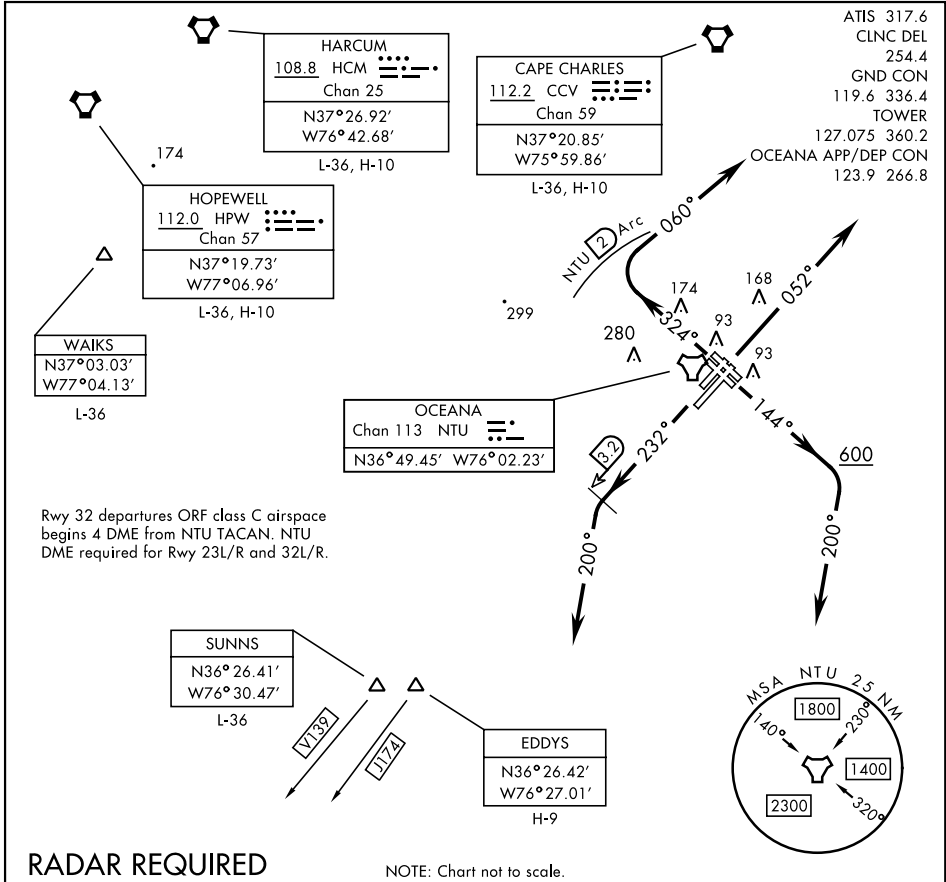 ATIS 317.6
CLNC DEL
254.4
GND CON
119.6 336.4
TOWER
127.075 360.2
OCEANA APP/DEP CON
123.9 266.8
HARCUM
108.8 HCM
Chan 25
N37°26.92'
W76°42.68'
L-36, H-10
CAPE CHARLES
112.2 CCV
Chan 59
N37°20.85'
W75°59.86'
L-36, H-10
174
HOPEWELL
112.0 HPW
Chan 57
N37°19.73'
W77°06.96'
L-36, H-10
WAIKS
N37°03.03'
W77°04.13'
L-36
NTU 2 Arc
060°
299
280
174
324°
93
168
052°
93
OCEANA
Chan 113 NTU
N36°49.45' W76°02.23'
3.2
232°
144°
600
200°
200°
Rwy 32 departures ORF class C airspace
begins 4 DME from NTU TACAN. NTU
DME required for Rwy 23L/R and 32L/R.
SUNNS
N36°26.41'
W76°30.47'
L-36
V139
J174
EDDYS
N36°26.42'
W76°27.01'
H-9
MSA NTU 25 NM
1800
140°
230°
1400
2300
320°
RADAR REQUIRED
NOTE: Chart not to scale.